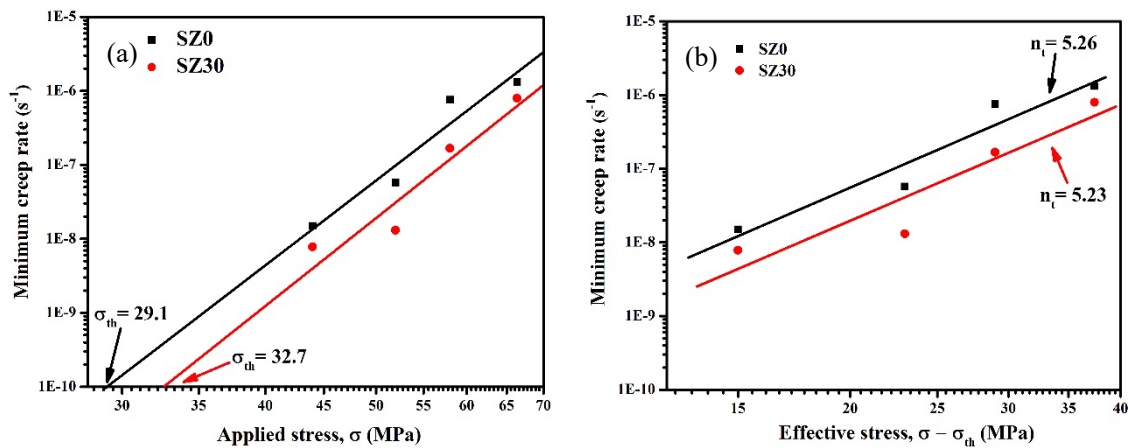 (a)
SZ0
SZ30
1E-5
1E-6
1E-7
1E-8
1E-9
1E-10
σth= 29.1
σth= 32.7
30 35 40 45 50 55 60 65 70
Minimum creep rate (s-1)
Applied stress, σ (MPa)
(b)
SZ0
SZ30
1E-5
1E-6
1E-7
1E-8
1E-9
1E-10
nt= 5.26
nt= 5.23
15 20 25 30 35 40
Minimum creep rate (s-1)
Effective stress, σ − σth (MPa)